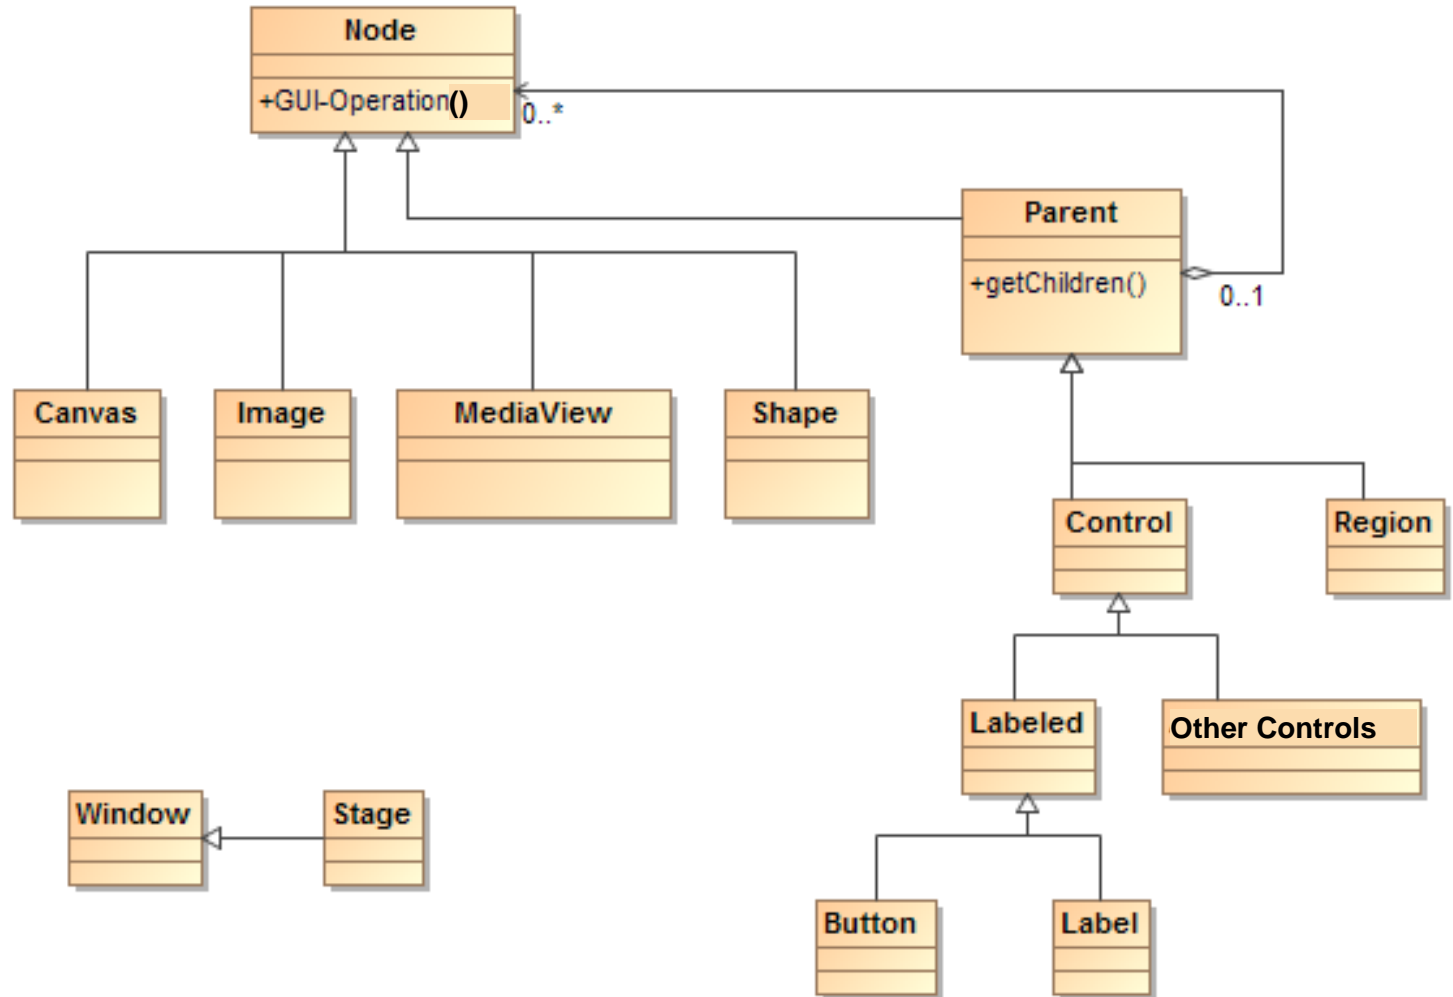 Node
+GUI-Operation()
0..*
Parent
+getChildren()
0..1
Canvas
Image
MediaView
Shape
Control
Region
Labeled
Other Controls
Window
Stage
Button
Label